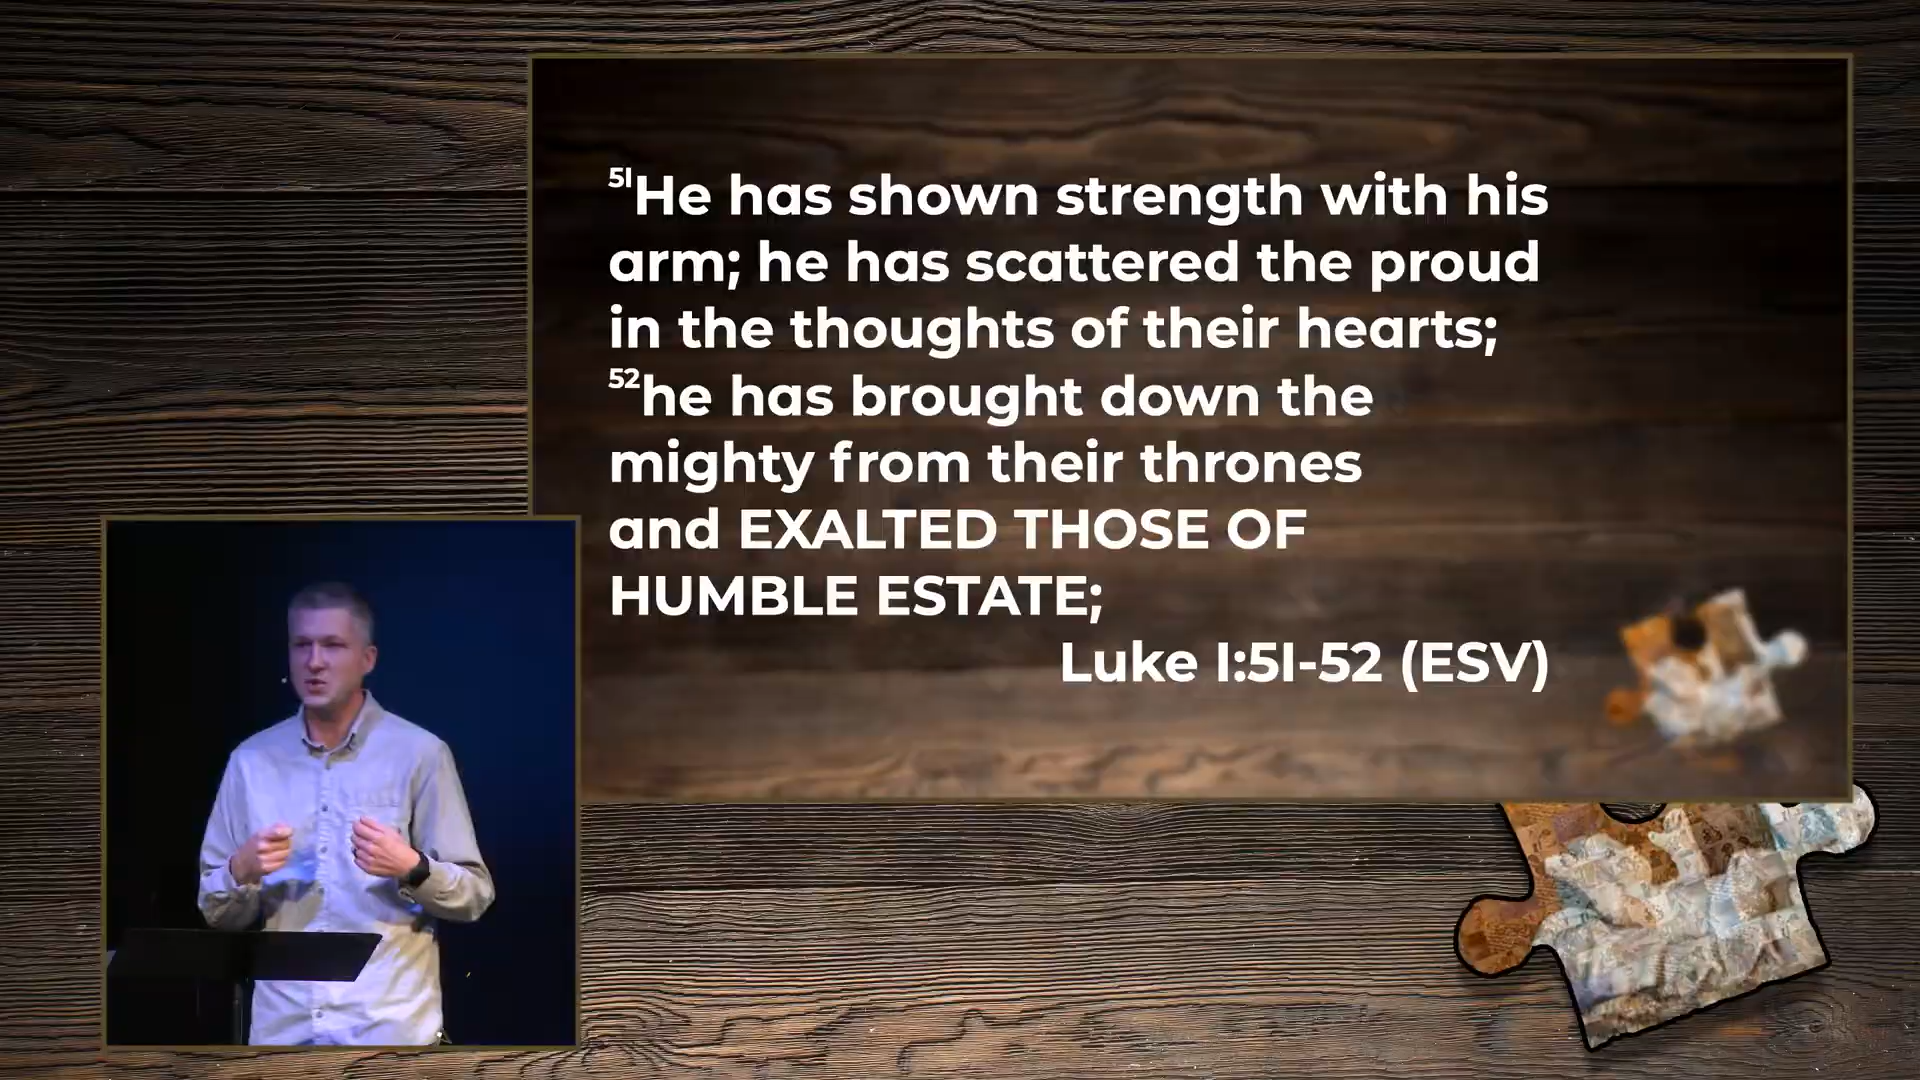 51He has shown strength with his
arm; he has scattered the proud
in the thoughts of their hearts;
52he has brought down the
mighty from their thrones
and EXALTED THOSE OF
HUMBLE ESTATE;
Luke 1:51-52 (ESV)